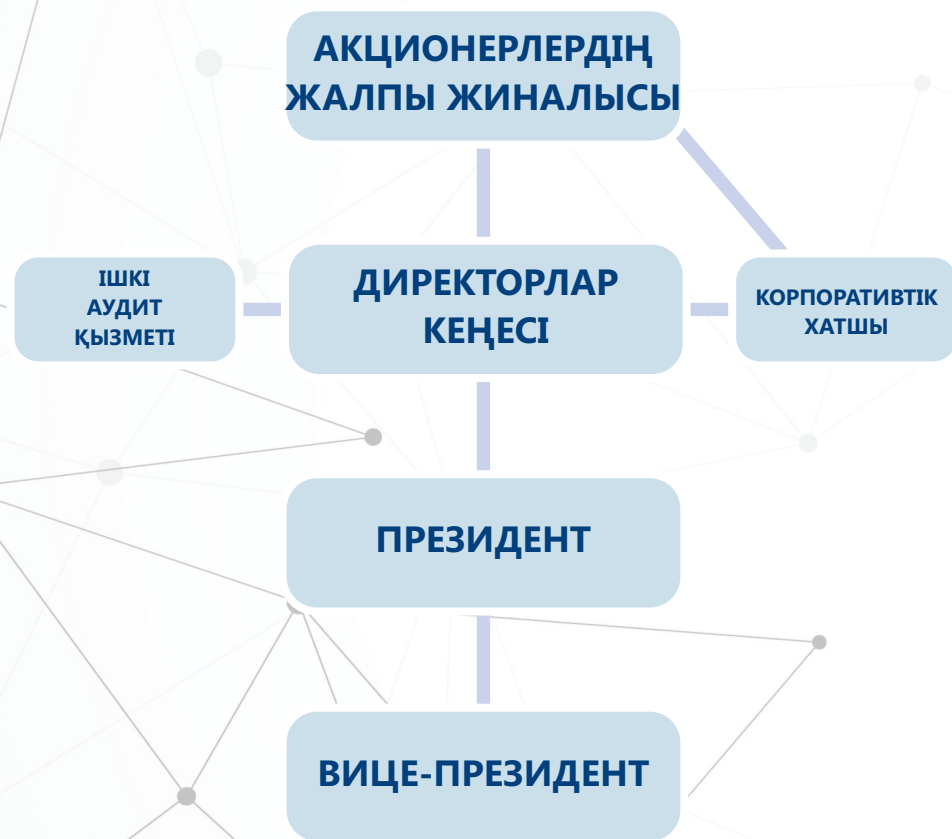 АКЦИОНЕРЛЕРДІҢ
ЖАЛПЫ ЖИНАЛЫСЫ
ІШКІ
АУДИТ
ҚЫЗМЕТІ
ДИРЕКТОРЛАР
КЕҢЕСІ
КОРПОРАТИВТІК
ХАТШЫ
ПРЕЗИДЕНТ
ВИЦЕ-ПРЕЗИДЕНТ